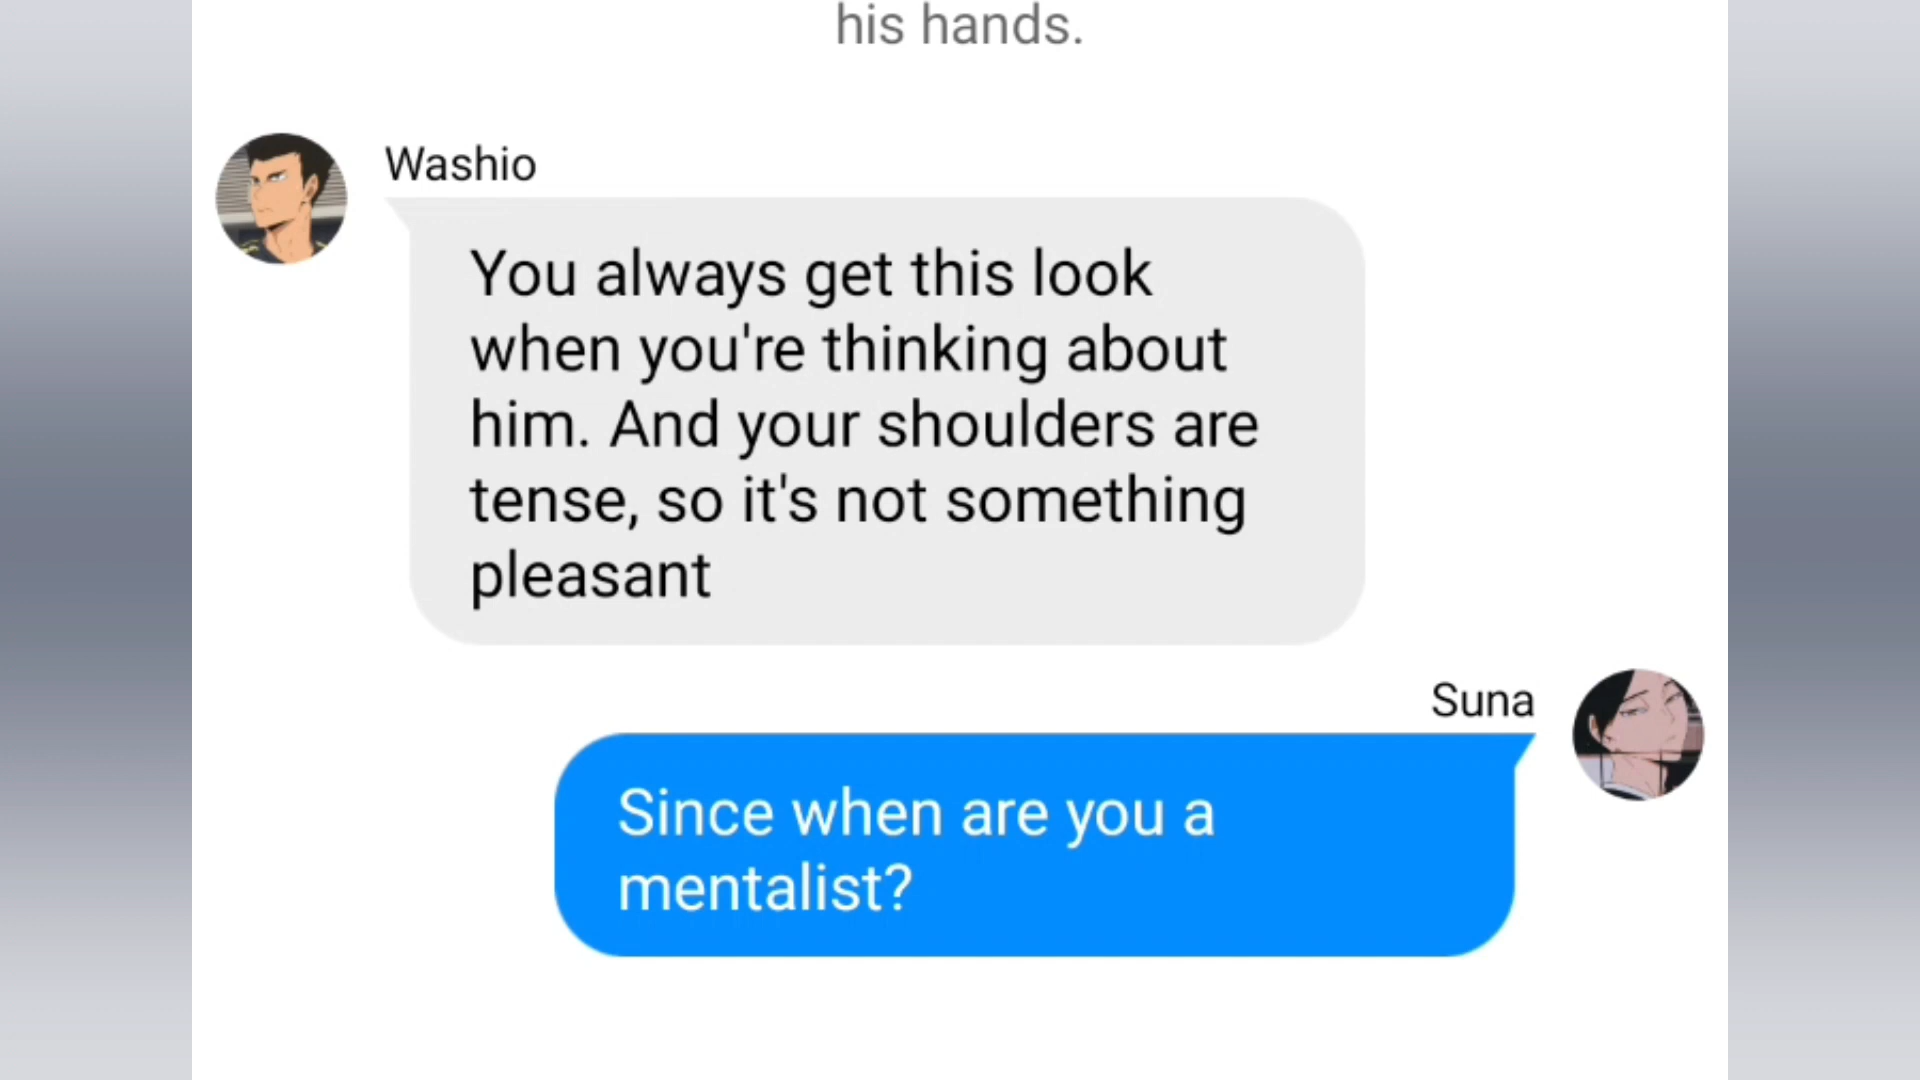 his hands.
Washio
You always get this look
when you're thinking about
him. And your shoulders are
tense, so it's not something
pleasant
Suna
Since when are you a
mentalist?